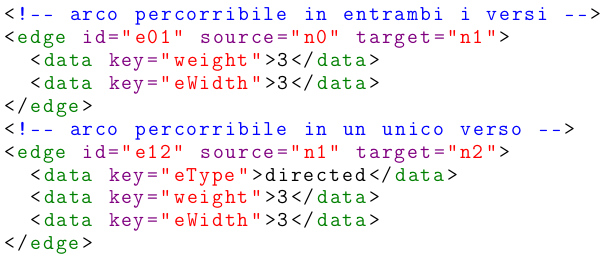 <!-- arco percorribile in entrambi i versi -->
<edge id="e01" source="n0" target="n1">
  <data key="weight">3</data>
  <data key="eWidth">3</data>
</edge>
<!-- arco percorribile in un unico verso -->
<edge id="e12" source="n1" target="n2">
  <data key="eType">directed</data>
  <data key="weight">3</data>
  <data key="eWidth">3</data>
</edge>